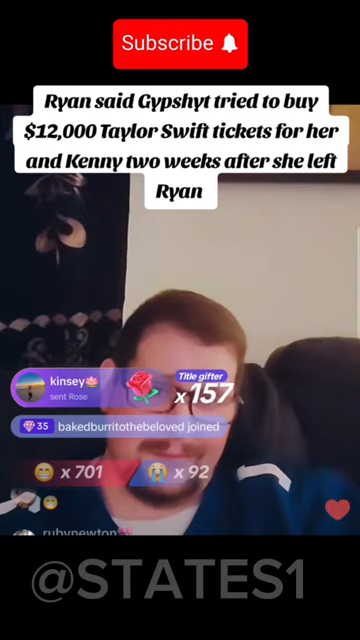 Subscribe
Ryan said Gypshyt tried to buy
$12,000 Taylor Swift tickets for her
and Kenny two weeks after she left
Ryan
Title gifter
kinsey🪷
sent Rose
x157
35 bakedburritothebeloved joined
😁 x 701
😭 x 92
rubynewton
@STATES1